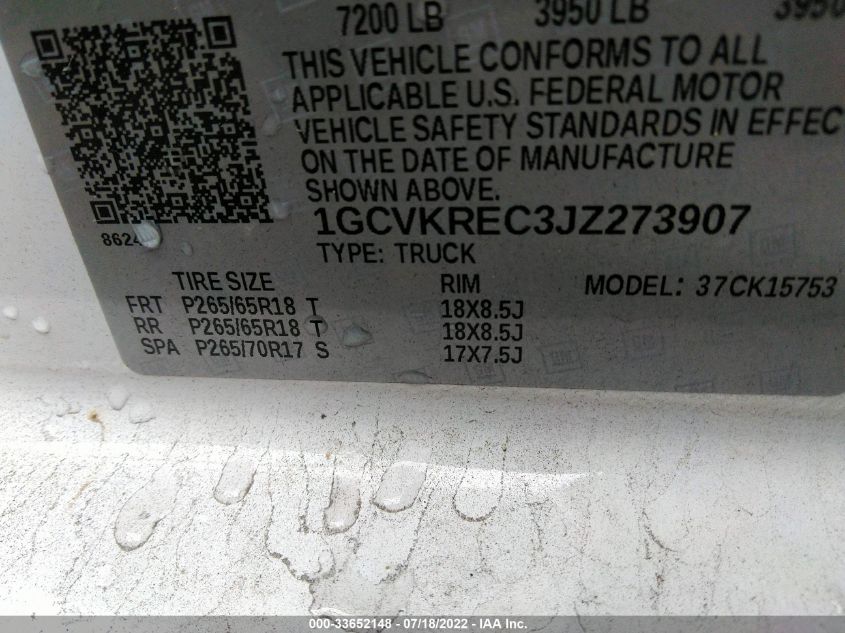 7200 LB 3950 LB 3950
THIS VEHICLE CONFORMS TO ALL
APPLICABLE U.S. FEDERAL MOTOR
VEHICLE SAFETY STANDARDS IN EFFEC
ON THE DATE OF MANUFACTURE
SHOWN ABOVE.
8624
1GCVKREC3JZ273907
TYPE: TRUCK
TIRE SIZE RIM MODEL: 37CK15753
FRT P265/65R18 T 18X8.5J
RR P265/65R18 T 18X8.5J
SPA P265/70R17 S 17X7.5J
000-33652148 - 07/18/2022 - IAA Inc.